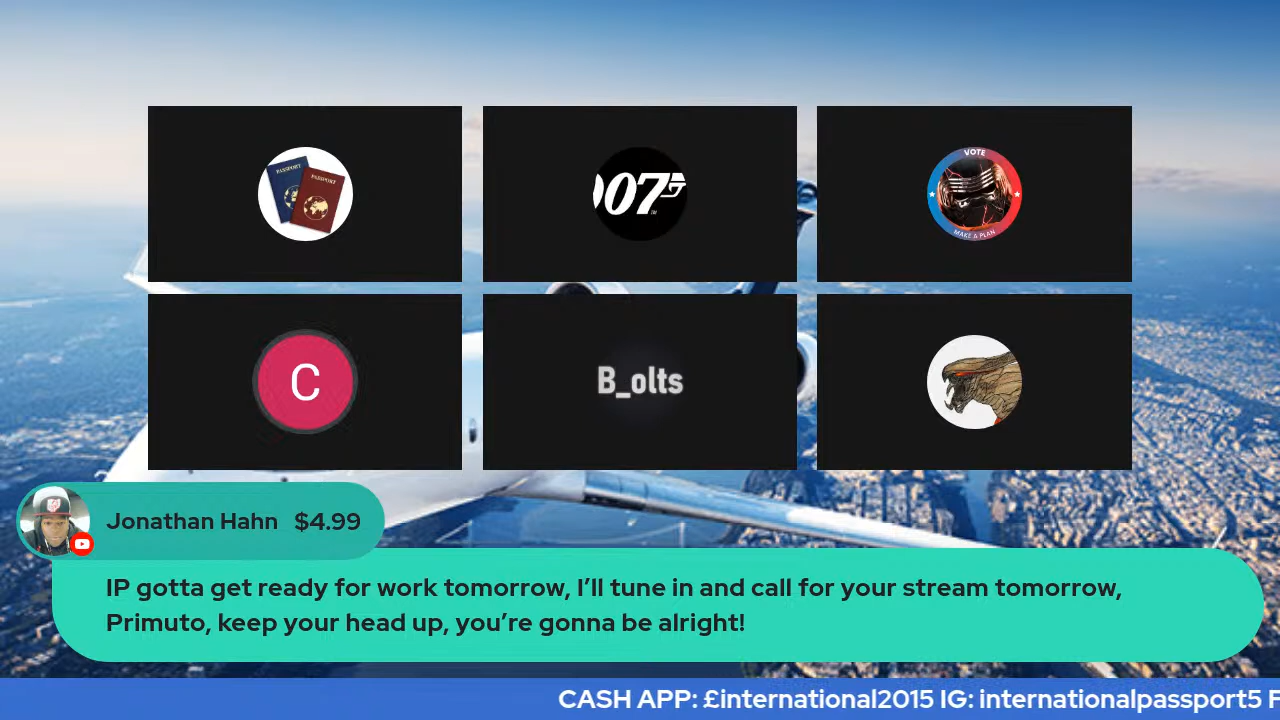 PASSPORT
PASSPORT
007
VOTE
MAKE A PLAN
C
B_olts
Jonathan Hahn $4.99
IP gotta get ready for work tomorrow, I'll tune in and call for your stream tomorrow,
Primuto, keep your head up, you're gonna be alright!
CASH APP: £international2015 IG: internationalpassport5 F